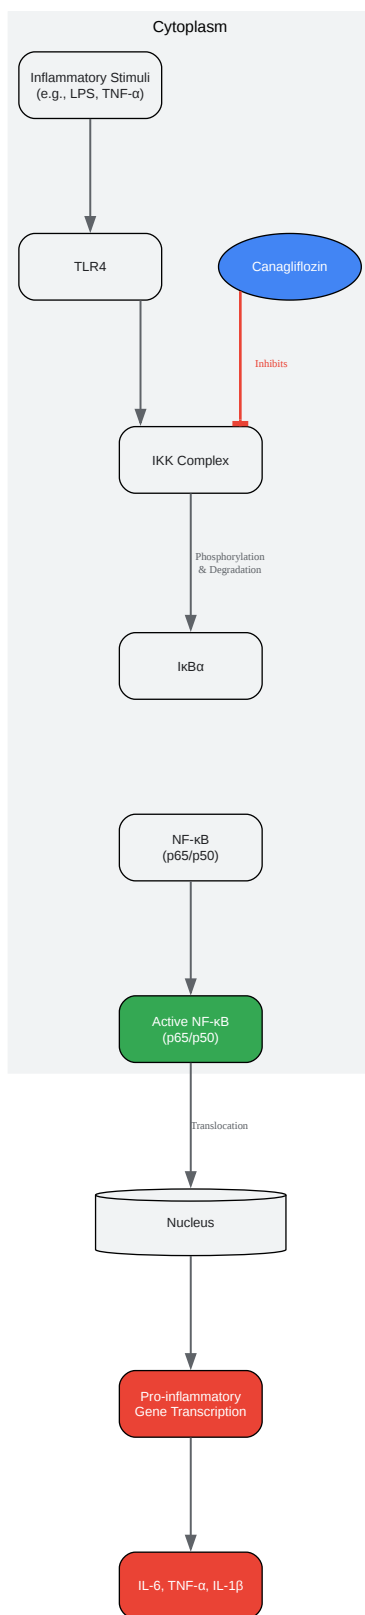 Cytoplasm
Inflammatory Stimuli
(e.g., LPS, TNF-α)
TLR4
Canagliflozin
Inhibits
IKK Complex
Phosphorylation
& Degradation
IκBα
NF-κB
(p65/p50)
Active NF-κB
(p65/p50)
Translocation
Nucleus
Pro-inflammatory
Gene Transcription
IL-6, TNF-α, IL-1β